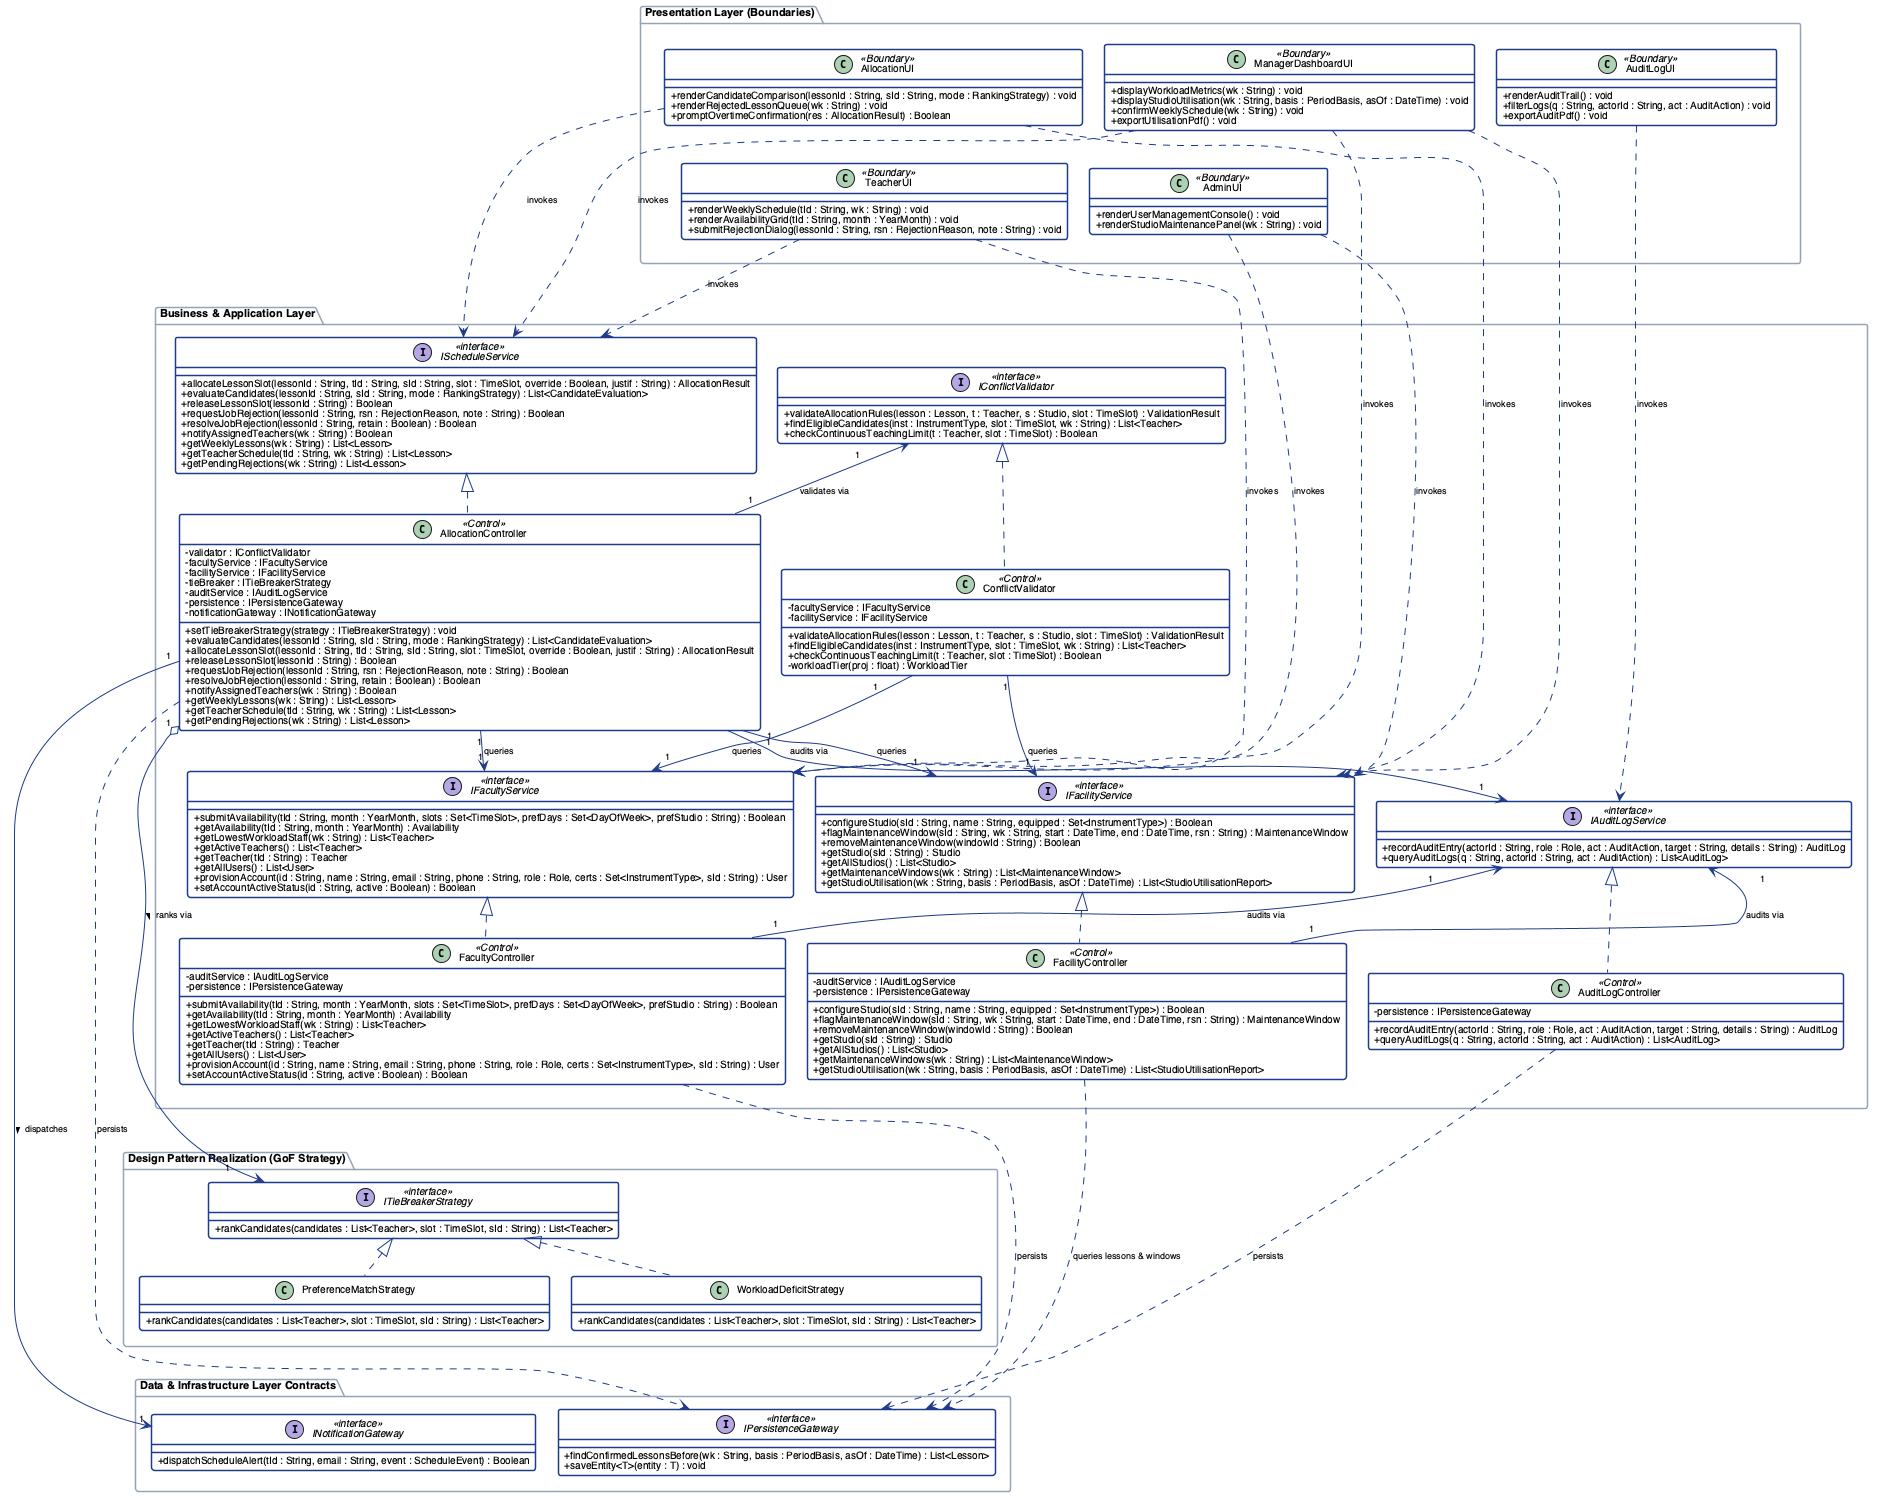 Presentation Layer (Boundaries)
«Boundary»
AllocationUI
+renderCandidateComparison(lessonId : String, sId : String, mode : RankingStrategy) : void
+renderRejectedLessonQueue(wk : String) : void
+promptOvertimeConfirmation(res : AllocationResult) : Boolean
«Boundary»
ManagerDashboardUI
+displayWorkloadMetrics(wk : String) : void
+displayStudioUtilisation(wk : String, basis : PeriodBasis, asOf : DateTime) : void
+confirmWeeklySchedule(wk : String) : void
+exportUtilisationPdf() : void
«Boundary»
AuditLogUI
+renderAuditTrail() : void
+filterLogs(q : String, actorId : String, act : AuditAction) : void
+exportAuditPdf() : void
«Boundary»
TeacherUI
+renderWeeklySchedule(tId : String, wk : String) : void
+renderAvailabilityGrid(tId : String, month : YearMonth) : void
+submitRejectionDialog(lessonId : String, rsn : RejectionReason, note : String) : void
«Boundary»
AdminUI
+renderUserManagementConsole() : void
+renderStudioMaintenancePanel(wk : String) : void
invokes
invokes
invokes
Business & Application Layer
«interface»
IScheduleService
+allocateLessonSlot(lessonId : String, tId : String, sId : String, slot : TimeSlot, override : Boolean, justif : String) : AllocationResult
+evaluateCandidates(lessonId : String, sId : String, mode : RankingStrategy) : List<CandidateEvaluation>
+releaseLessonSlot(lessonId : String) : Boolean
+requestJobRejection(lessonId : String, rsn : RejectionReason, note : String) : Boolean
+resolveJobRejection(lessonId : String, retain : Boolean) : Boolean
+notifyAssignedTeachers(wk : String) : Boolean
+getWeeklyLessons(wk : String) : List<Lesson>
+getTeacherSchedule(tId : String, wk : String) : List<Lesson>
+getPendingRejections(wk : String) : List<Lesson>
«interface»
IConflictValidator
+validateAllocationRules(lesson : Lesson, t : Teacher, s : Studio, slot : TimeSlot) : ValidationResult
+findEligibleCandidates(inst : InstrumentType, slot : TimeSlot, wk : String) : List<Teacher>
+checkContinuousTeachingLimit(t : Teacher, slot : TimeSlot) : Boolean
invokes
invokes
invokes
invokes
1
1
validates via
invokes
invokes
invokes
«Control»
AllocationController
-validator : IConflictValidator
-facultyService : IFacultyService
-facilityService : IFacilityService
-tieBreaker : ITieBreakerStrategy
-auditService : IAuditLogService
-persistence : IPersistenceGateway
-notificationGateway : INotificationGateway
+setTieBreakerStrategy(strategy : ITieBreakerStrategy) : void
+evaluateCandidates(lessonId : String, sId : String, mode : RankingStrategy) : List<CandidateEvaluation>
+allocateLessonSlot(lessonId : String, tId : String, sId : String, slot : TimeSlot, override : Boolean, justif : String) : AllocationResult
+releaseLessonSlot(lessonId : String) : Boolean
+requestJobRejection(lessonId : String, rsn : RejectionReason, note : String) : Boolean
+resolveJobRejection(lessonId : String, retain : Boolean) : Boolean
+notifyAssignedTeachers(wk : String) : Boolean
+getWeeklyLessons(wk : String) : List<Lesson>
+getTeacherSchedule(tId : String, wk : String) : List<Lesson>
+getPendingRejections(wk : String) : List<Lesson>
«Control»
ConflictValidator
-facultyService : IFacultyService
-facilityService : IFacilityService
+validateAllocationRules(lesson : Lesson, t : Teacher, s : Studio, slot : TimeSlot) : ValidationResult
+findEligibleCandidates(inst : InstrumentType, slot : TimeSlot, wk : String) : List<Teacher>
+checkContinuousTeachingLimit(t : Teacher, slot : TimeSlot) : Boolean
-workloadTier(proj : float) : WorkloadTier
1
1
1
1
1
queries
1
1
queries
1
audits via
queries
1
queries
1
1
«interface»
IFacultyService
+submitAvailability(tId : String, month : YearMonth, slots : Set<TimeSlot>, prefDays : Set<DayOfWeek>, prefStudio : String) : Boolean
+getAvailability(tId : String, month : YearMonth) : Availability
+getLowestWorkloadStaff(wk : String) : List<Teacher>
+getActiveTeachers() : List<Teacher>
+getTeacher(tId : String) : Teacher
+getAllUsers() : List<User>
+provisionAccount(id : String, name : String, email : String, phone : String, role : Role, certs : Set<InstrumentType>, sId : String) : User
+setAccountActiveStatus(id : String, active : Boolean) : Boolean
«interface»
IFacilityService
+configureStudio(sId : String, name : String, equipped : Set<InstrumentType>) : Boolean
+flagMaintenanceWindow(sId : String, wk : String, start : DateTime, end : DateTime, rsn : String) : MaintenanceWindow
+removeMaintenanceWindow(windowId : String) : Boolean
+getStudio(sId : String) : Studio
+getAllStudios() : List<Studio>
+getMaintenanceWindows(wk : String) : List<MaintenanceWindow>
+getStudioUtilisation(wk : String, basis : PeriodBasis, asOf : DateTime) : List<StudioUtilisationReport>
«interface»
IAuditLogService
+recordAuditEntry(actorId : String, role : Role, act : AuditAction, target : String, details : String) : AuditLog
+queryAuditLogs(q : String, actorId : String, act : AuditAction) : List<AuditLog>
1
1
ranks via
1
audits via
1
audits via
«Control»
FacultyController
-auditService : IAuditLogService
-persistence : IPersistenceGateway
+submitAvailability(tId : String, month : YearMonth, slots : Set<TimeSlot>, prefDays : Set<DayOfWeek>, prefStudio : String) : Boolean
+getAvailability(tId : String, month : YearMonth) : Availability
+getLowestWorkloadStaff(wk : String) : List<Teacher>
+getActiveTeachers() : List<Teacher>
+getTeacher(tId : String) : Teacher
+getAllUsers() : List<User>
+provisionAccount(id : String, name : String, email : String, phone : String, role : Role, certs : Set<InstrumentType>, sId : String) : User
+setAccountActiveStatus(id : String, active : Boolean) : Boolean
«Control»
FacilityController
-auditService : IAuditLogService
-persistence : IPersistenceGateway
+configureStudio(sId : String, name : String, equipped : Set<InstrumentType>) : Boolean
+flagMaintenanceWindow(sId : String, wk : String, start : DateTime, end : DateTime, rsn : String) : MaintenanceWindow
+removeMaintenanceWindow(windowId : String) : Boolean
+getStudio(sId : String) : Studio
+getAllStudios() : List<Studio>
+getMaintenanceWindows(wk : String) : List<MaintenanceWindow>
+getStudioUtilisation(wk : String, basis : PeriodBasis, asOf : DateTime) : List<StudioUtilisationReport>
«Control»
AuditLogController
-persistence : IPersistenceGateway
+recordAuditEntry(actorId : String, role : Role, act : AuditAction, target : String, details : String) : AuditLog
+queryAuditLogs(q : String, actorId : String, act : AuditAction) : List<AuditLog>
dispatches
persists
Design Pattern Realization (GoF Strategy)
1
«interface»
ITieBreakerStrategy
+rankCandidates(candidates : List<Teacher>, slot : TimeSlot, sId : String) : List<Teacher>
persists
queries lessons & windows
persists
PreferenceMatchStrategy
+rankCandidates(candidates : List<Teacher>, slot : TimeSlot, sId : String) : List<Teacher>
WorkloadDeficitStrategy
+rankCandidates(candidates : List<Teacher>, slot : TimeSlot, sId : String) : List<Teacher>
Data & Infrastructure Layer Contracts
1
«interface»
INotificationGateway
+dispatchScheduleAlert(tId : String, email : String, event : ScheduleEvent) : Boolean
«interface»
IPersistenceGateway
+findConfirmedLessonsBefore(wk : String, basis : PeriodBasis, asOf : DateTime) : List<Lesson>
+saveEntity<T>(entity : T) : void